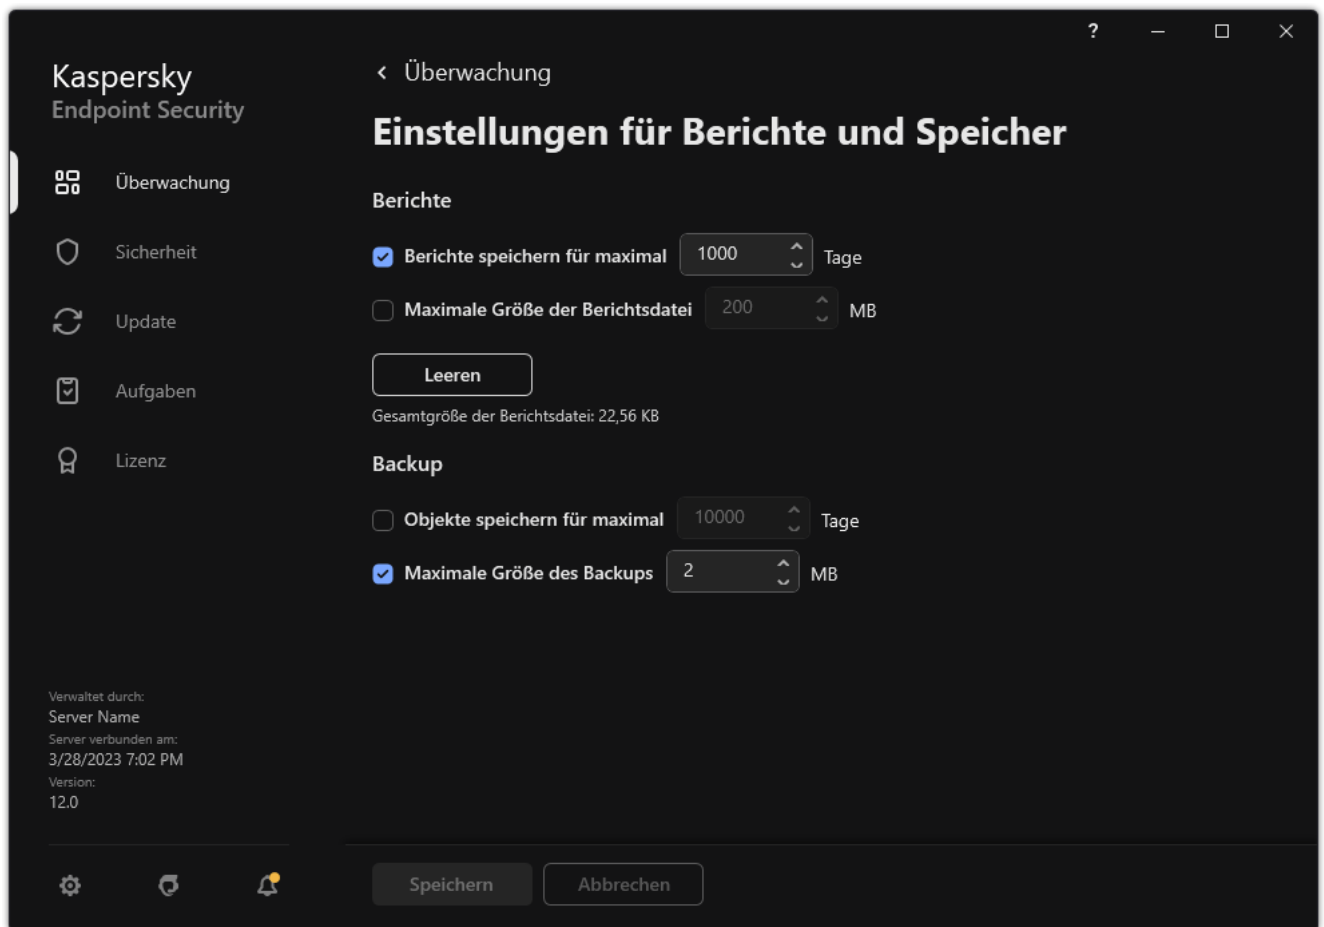 ?
Kaspersky
Endpoint Security
Überwachung
Sicherheit
Update
Aufgaben
Lizenz
Verwaltet durch:
Server Name
Server verbunden am:
3/28/2023 7:02 PM
Version:
12.0
Überwachung
Einstellungen für Berichte und Speicher
Berichte
Berichte speichern für maximal 1000 Tage
Maximale Größe der Berichtsdatei 200 MB
Leeren
Gesamtgröße der Berichtsdatei: 22,56 KB
Backup
Objekte speichern für maximal 10000 Tage
Maximale Größe des Backups 2 MB
Speichern Abbrechen